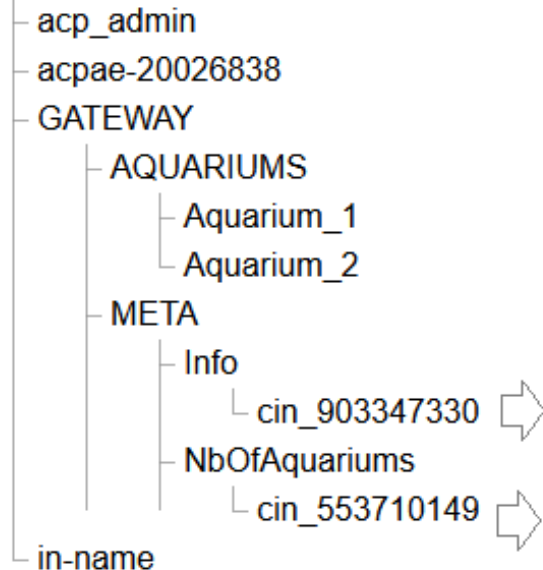 acp_admin
acpae-20026838
GATEWAY
AQUARIUMS
Aquarium_1
Aquarium_2
META
Info
cin_903347330
NbOfAquariums
cin_553710149
in-name